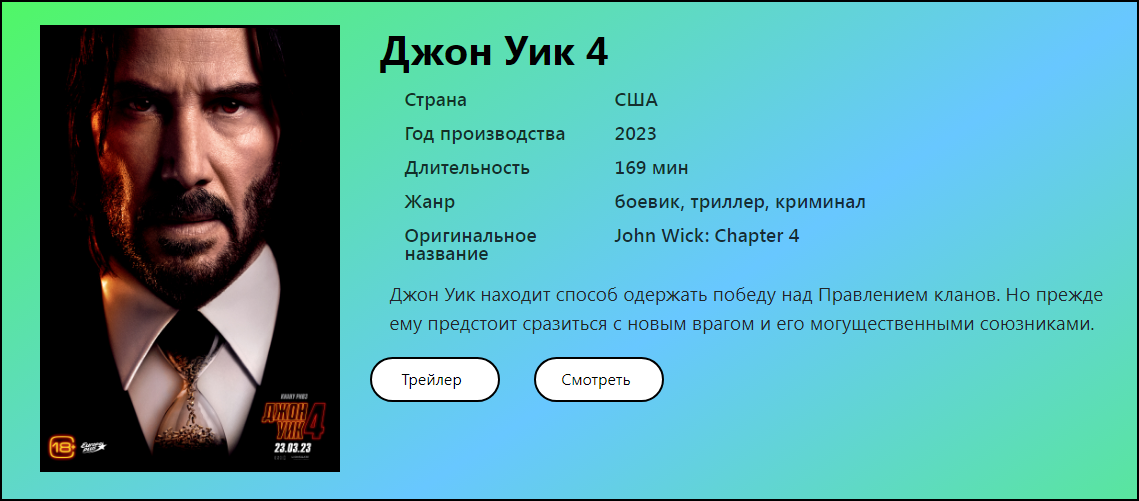 Джон Уик 4
Страна США
Год производства 2023
Длительность 169 мин
Жанр боевик, триллер, криминал
Оригинальное название John Wick: Chapter 4
Джон Уик находит способ одержать победу над Правлением кланов. Но прежде
ему предстоит сразиться с новым врагом и его могущественными союзниками.
Трейлер Смотреть
КИАНУ РИВЗ
ДЖОН
УИК 4
23.03.23
18+